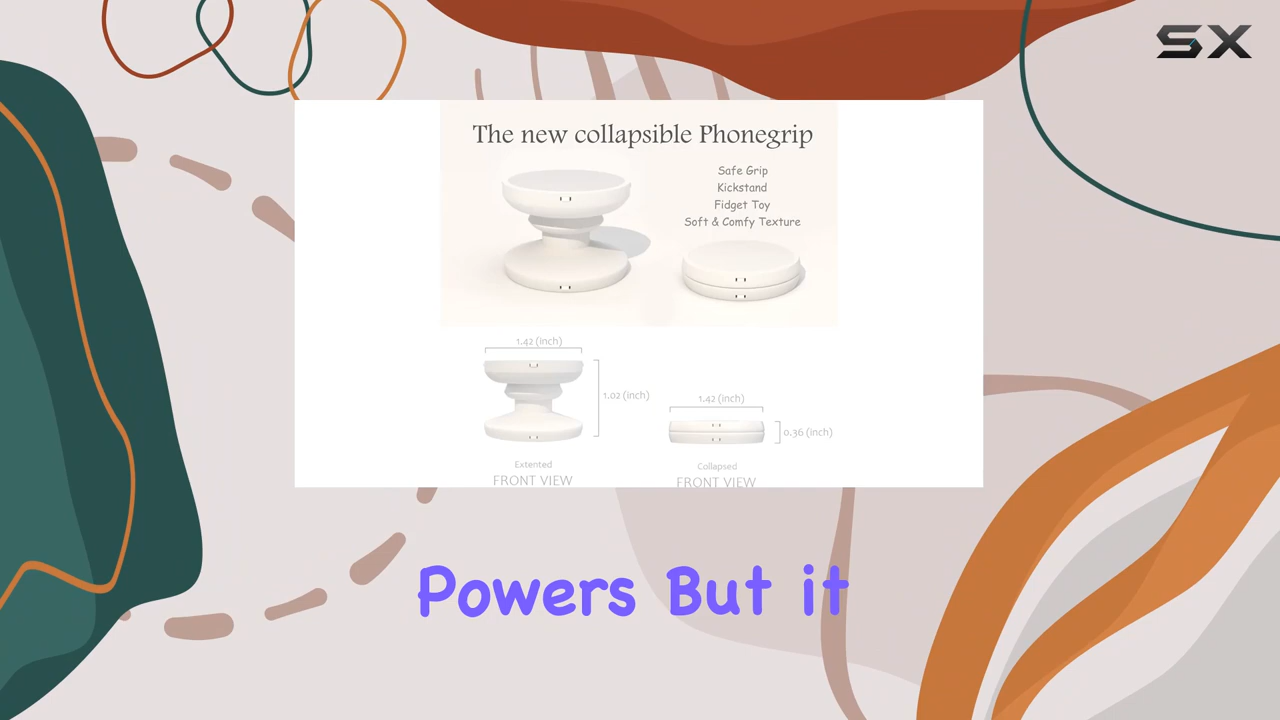 SX
The new collapsible Phonegrip
Safe Grip
Kickstand
Fidget Toy
Soft & Comfy Texture
1.42 (inch)
1.02 (inch)
1.42 (inch)
0.36 (inch)
Extented
FRONT VIEW
Collapsed
FRONT VIEW
Powers But it